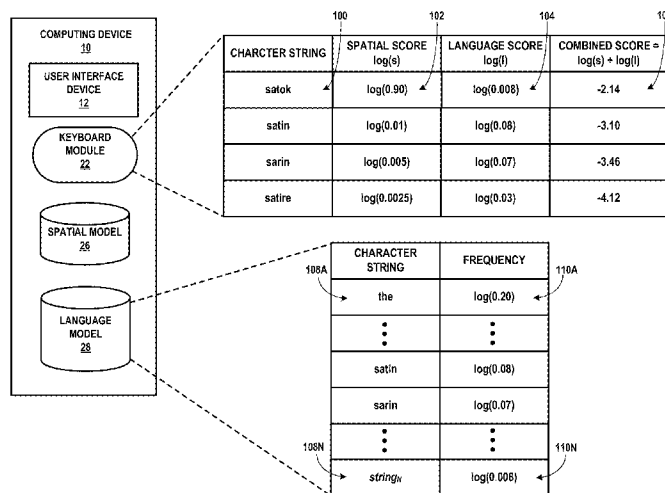 COMPUTING DEVICE
10
USER INTERFACE
DEVICE
12
KEYBOARD
MODULE
22
SPATIAL MODEL
26
LANGUAGE
MODEL
28
100
102
104
CHARCTER STRING
SPATIAL SCORE
log(s)
LANGUAGE SCORE
log(l)
COMBINED SCORE =
log(s) + log(l)
satok
log(0.90)
log(0.008)
-2.14
satin
log(0.01)
log(0.08)
-3.10
sarin
log(0.005)
log(0.07)
-3.46
satire
log(0.0025)
log(0.03)
-4.12
CHARACTER
STRING
FREQUENCY
108A
the
log(0.20)
110A
satin
log(0.08)
sarin
log(0.07)
108N
stringN
log(0.008)
110N